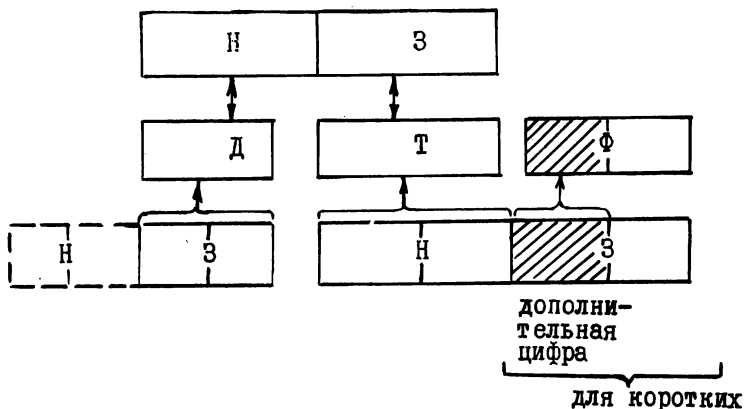 Н З
Д Т Ф
Н З Н З
дополни-
тельная
цифра
для коротких